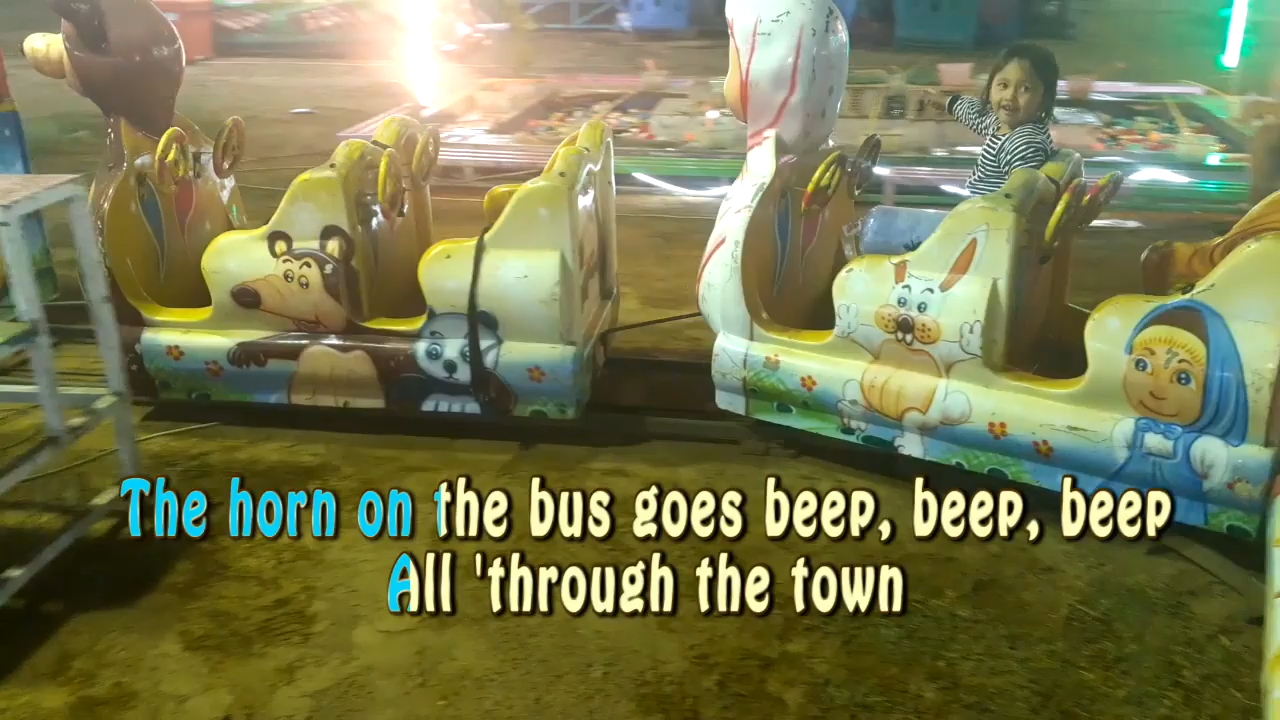 The horn on the bus goes beep, beep, beep
All 'through the town